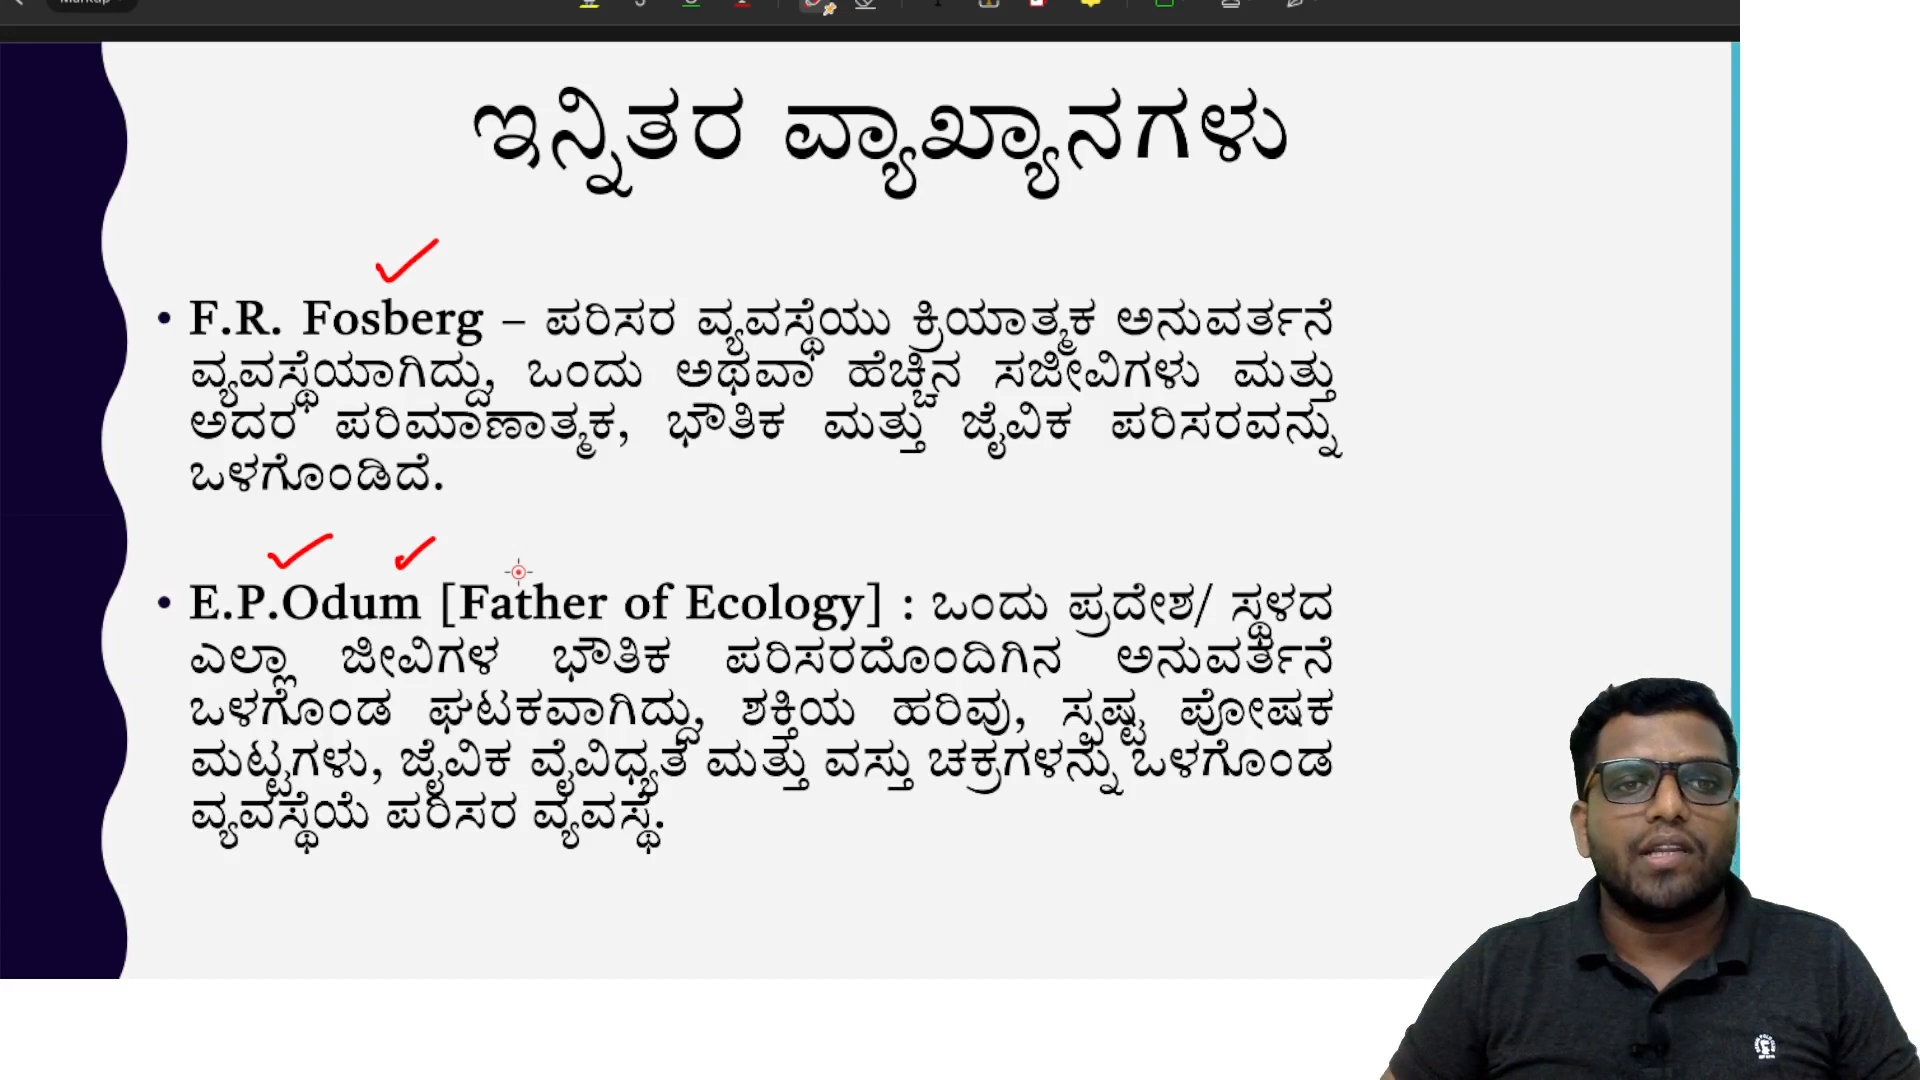 ಇನ್ನಿತರ ವ್ಯಾಖ್ಯಾನಗಳು
• F.R. Fosberg – ಪರಿಸರ ವ್ಯವಸ್ಥೆಯು ಕ್ರಿಯಾತ್ಮಕ ಅನುವರ್ತನೆ
ವ್ಯವಸ್ಥೆಯಾಗಿದ್ದು, ಒಂದು ಅಥವಾ ಹೆಚ್ಚಿನ ಸಜೀವಿಗಳು ಮತ್ತು
ಅದರ ಪರಿಮಾಣಾತ್ಮಕ, ಭೌತಿಕ ಮತ್ತು ಜೈವಿಕ ಪರಿಸರವನ್ನು
ಒಳಗೊಂಡಿದೆ.
• E.P.Odum [Father of Ecology] : ಒಂದು ಪ್ರದೇಶ/ ಸ್ಥಳದ
ಎಲ್ಲಾ ಜೀವಿಗಳ ಭೌತಿಕ ಪರಿಸರದೊಂದಿಗಿನ ಅನುವರ್ತನೆ
ಒಳಗೊಂಡ ಘಟಕವಾಗಿದ್ದು, ಶಕ್ತಿಯ ಹರಿವು, ಸ್ಪಷ್ಟ ಪೋಷಕ
ಮಟ್ಟಗಳು, ಜೈವಿಕ ವೈವಿಧ್ಯತೆ ಮತ್ತು ವಸ್ತು ಚಕ್ರಗಳನ್ನು ಒಳಗೊಂಡ
ವ್ಯವಸ್ಥೆಯೆ ಪರಿಸರ ವ್ಯವಸ್ಥೆ.